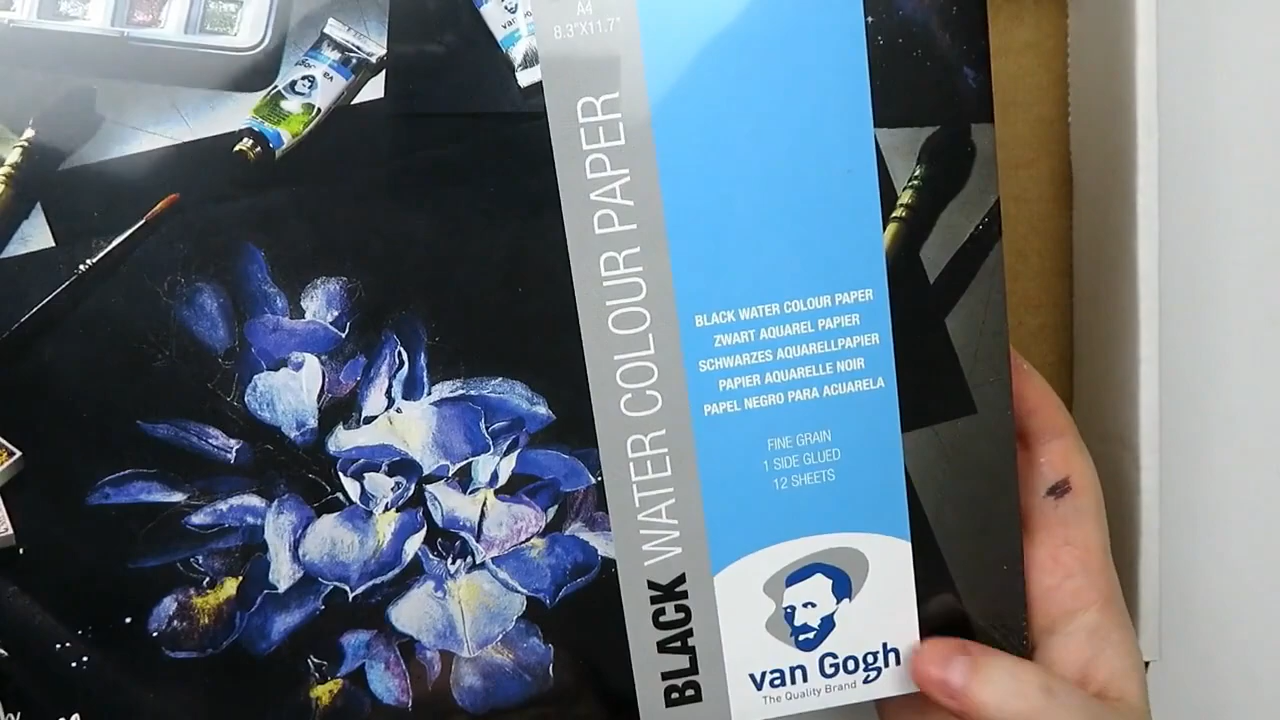 A4
8.3"X11.7"
BLACK WATER COLOUR PAPER
BLACK WATER COLOUR PAPER
ZWART AQUAREL PAPIER
SCHWARZES AQUARELLPAPIER
PAPIER AQUARELLE NOIR
PAPEL NEGRO PARA ACUARELA
FINE GRAIN
1 SIDE GLUED
12 SHEETS
van Gogh
The Quality Brand